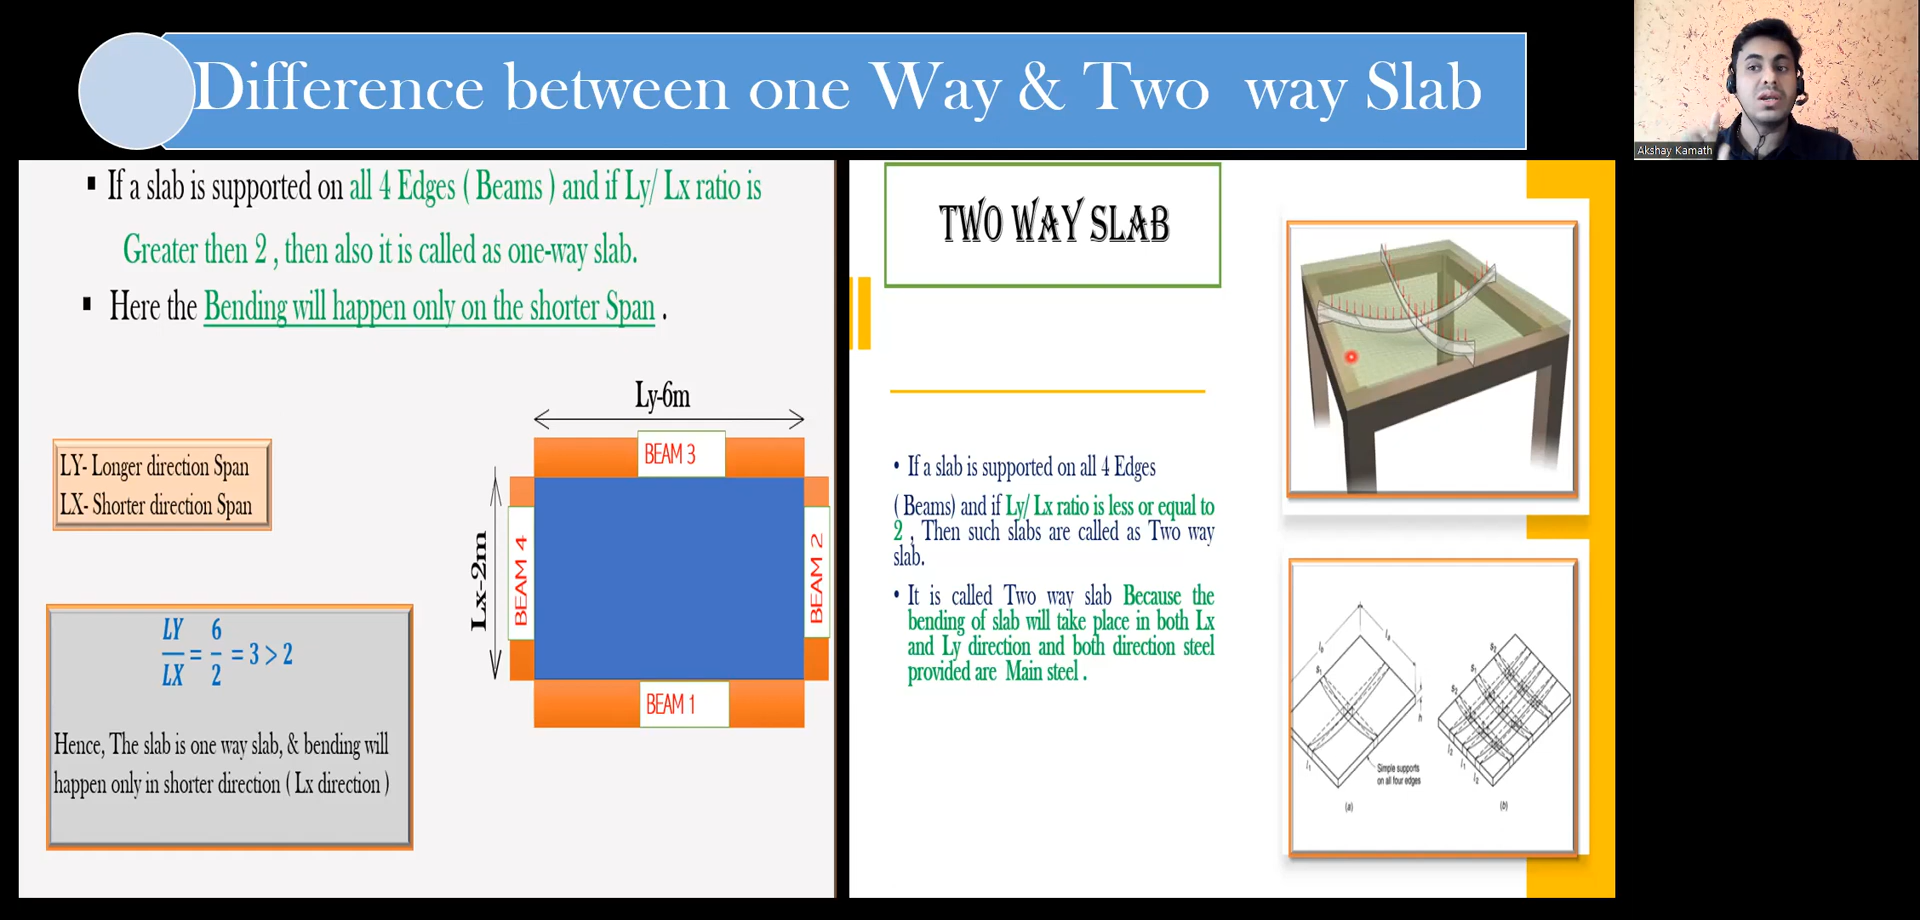 Difference between one Way & Two way Slab
Akshay Kamath
▪ If a slab is supported on all 4 Edges ( Beams ) and if Ly/ Lx ratio is
Greater then 2 , then also it is called as one-way slab.
▪ Here the Bending will happen only on the shorter Span .
Ly-6m
LY- Longer direction Span
LX- Shorter direction Span
BEAM 3
BEAM 4
BEAM 2
Lx-2m
BEAM 1
LY/LX = 6/2 = 3 > 2
Hence, The slab is one way slab, & bending will
happen only in shorter direction ( Lx direction )
TWO WAY SLAB
• If a slab is supported on all 4 Edges
( Beams) and if Ly/ Lx ratio is less or equal to
2 , Then such slabs are called as Two way
slab.
• It is called Two way slab Because the
bending of slab will take place in both Lx
and Ly direction and both direction steel
provided are Main steel .
Simple supports
on all four edges
(a)
(b)